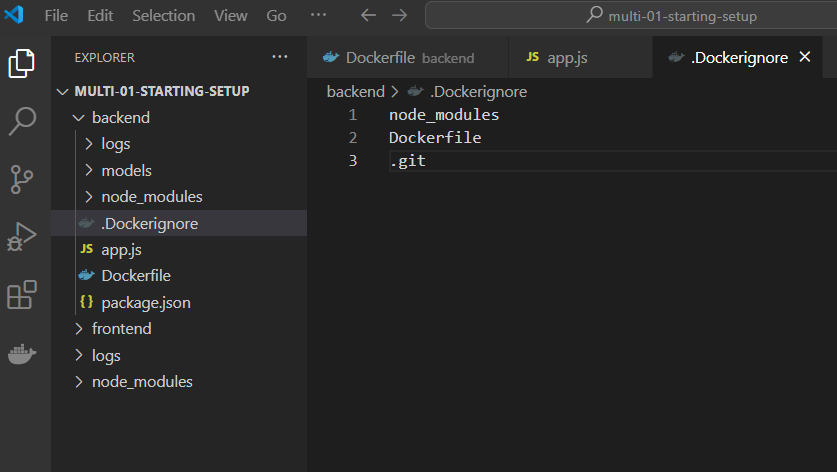 File Edit Selection View Go ··· multi-01-starting-setup
EXPLORER ···
MULTI-01-STARTING-SETUP
backend
logs
models
node_modules
.Dockerignore
JS app.js
Dockerfile
{} package.json
frontend
logs
node_modules
Dockerfile backend JS app.js .Dockerignore
backend > .Dockerignore
1 node_modules
2 Dockerfile
3 .git